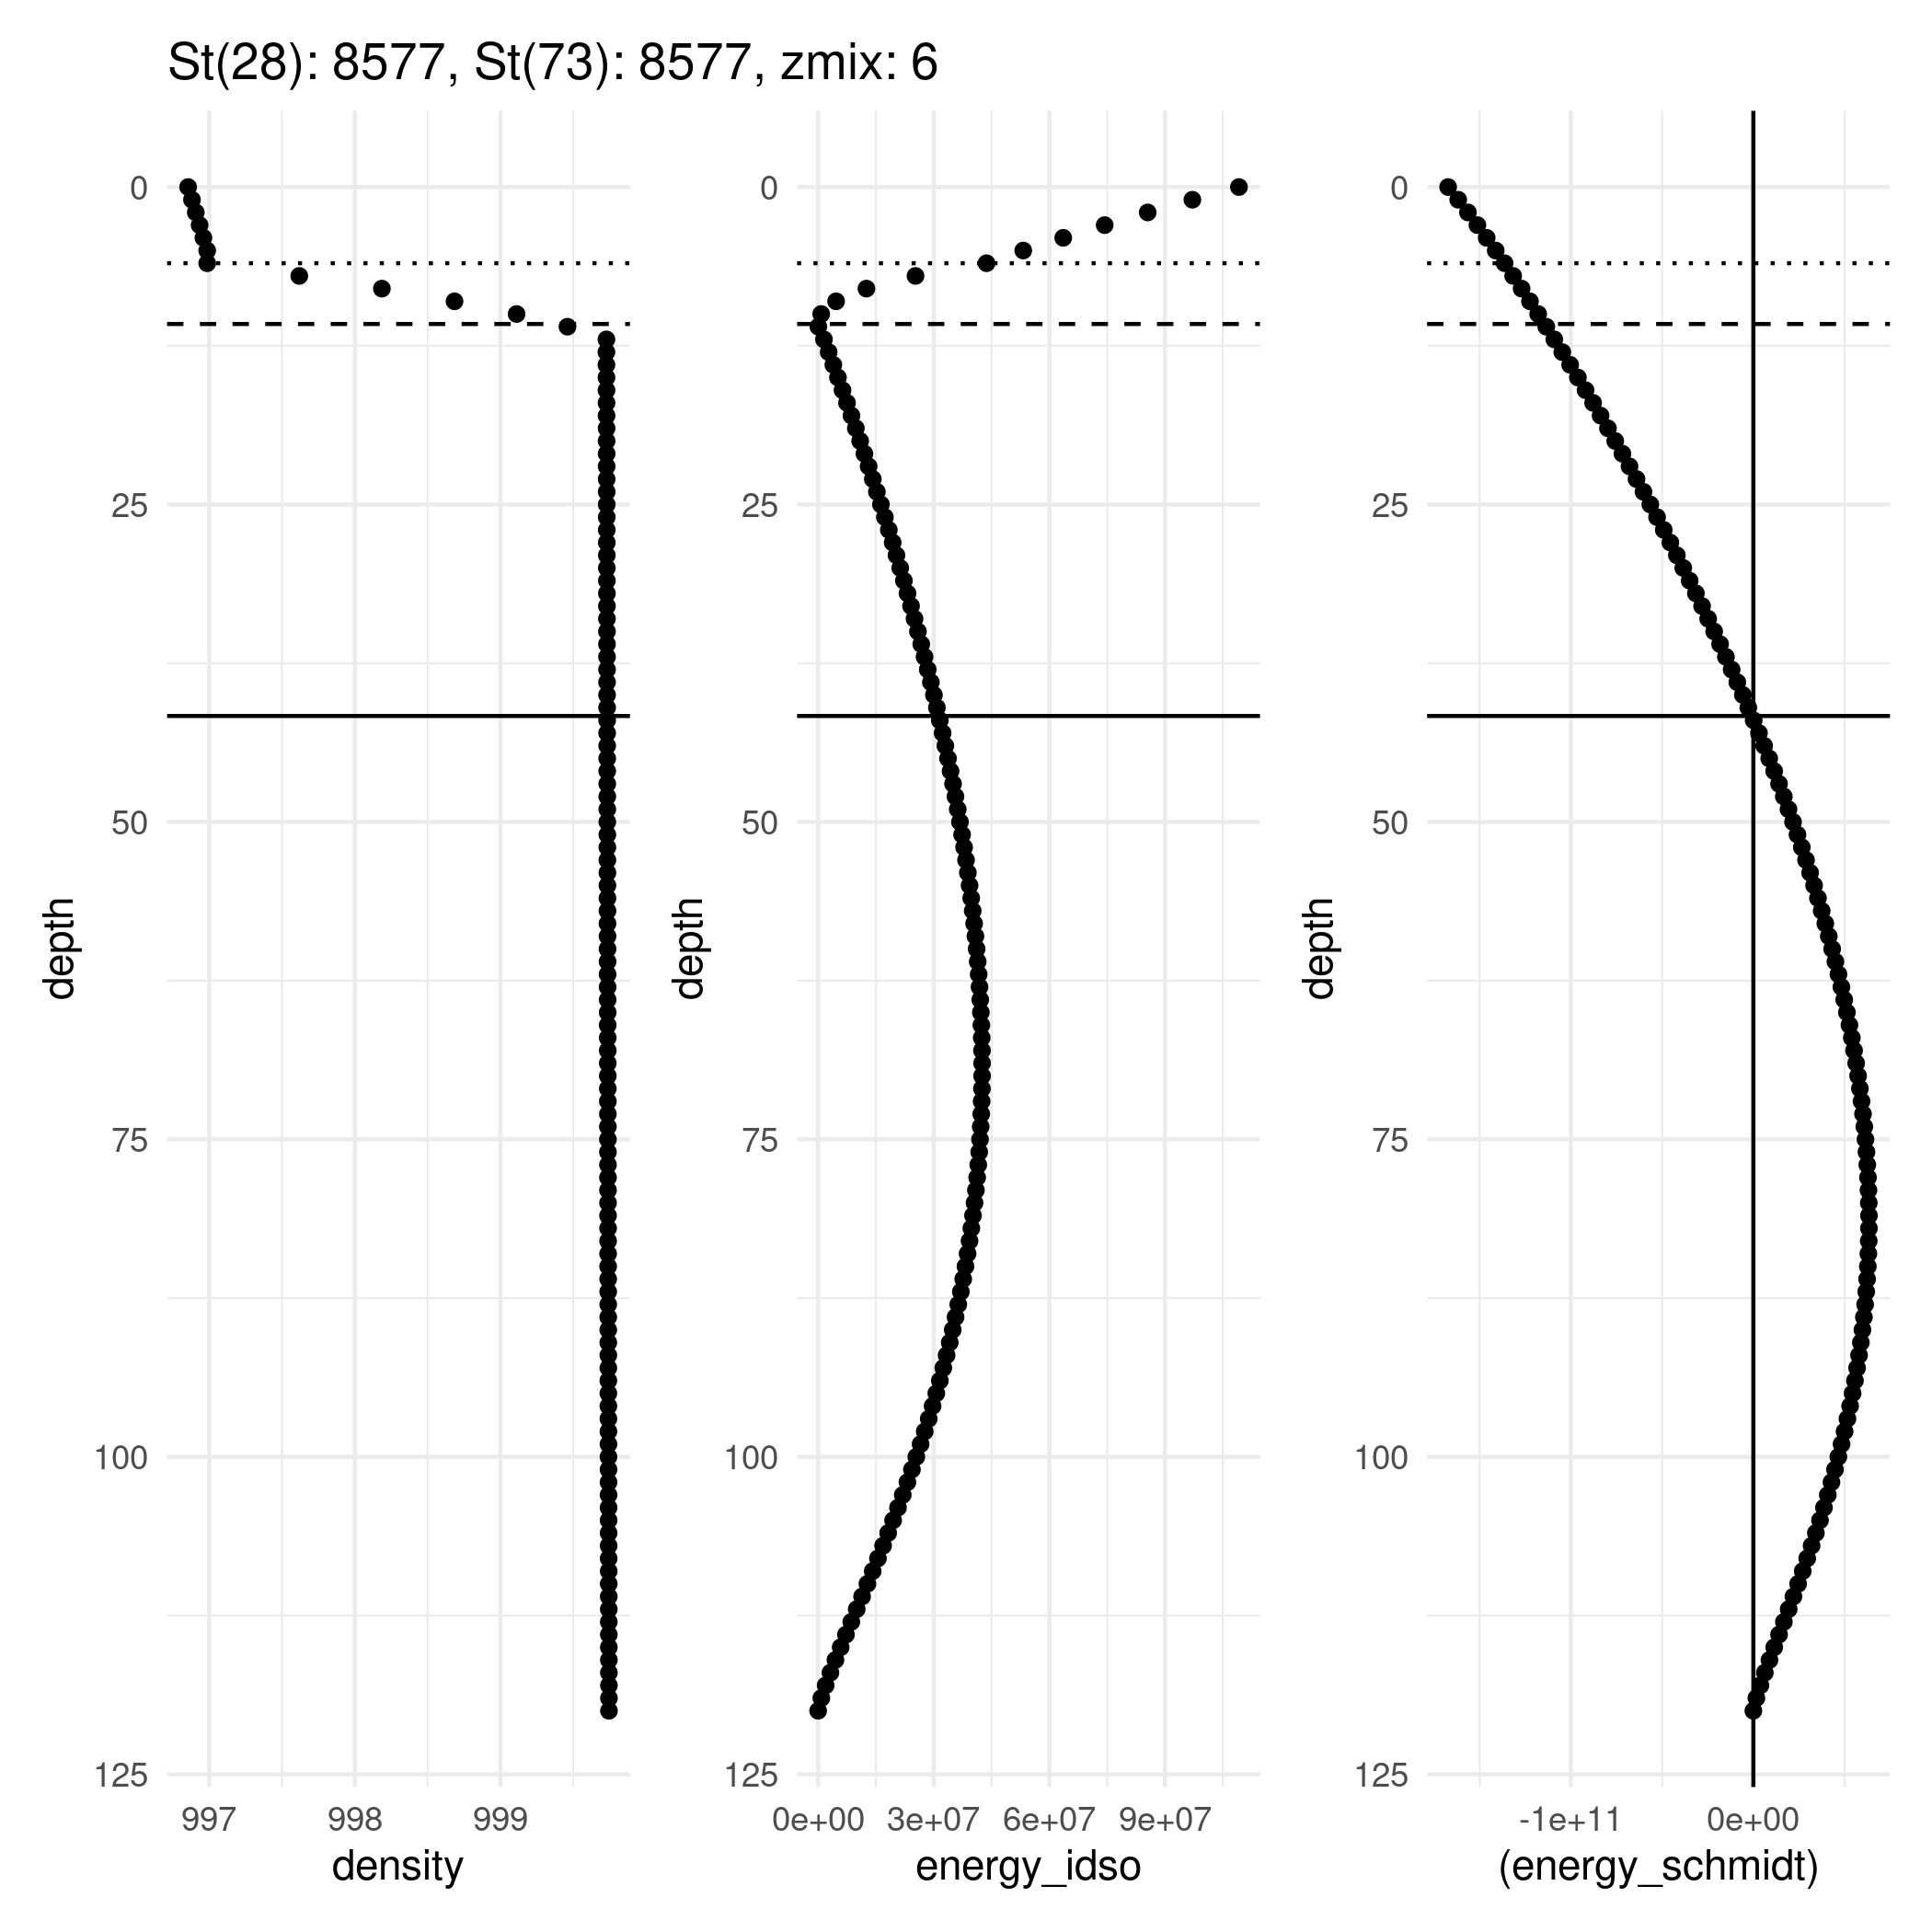 St(28): 8577, St(73): 8577, zmix: 6
0
25
50
75
100
125
depth
997 998 999
density
0
25
50
75
100
125
depth
0e+00 3e+07 6e+07 9e+07
energy_idso
0
25
50
75
100
125
depth
-1e+11 0e+00
(energy_schmidt)